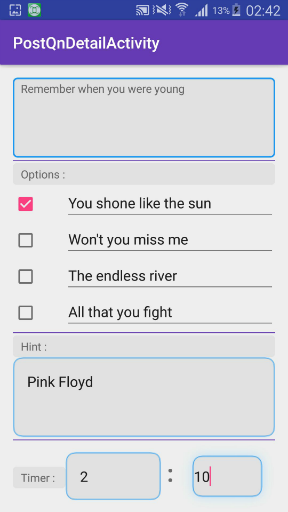 13% 02:42
PostQnDetailActivity
Remember when you were young
Options :
You shone like the sun
Won't you miss me
The endless river
All that you fight
Hint :
Pink Floyd
Timer : 2 : 10